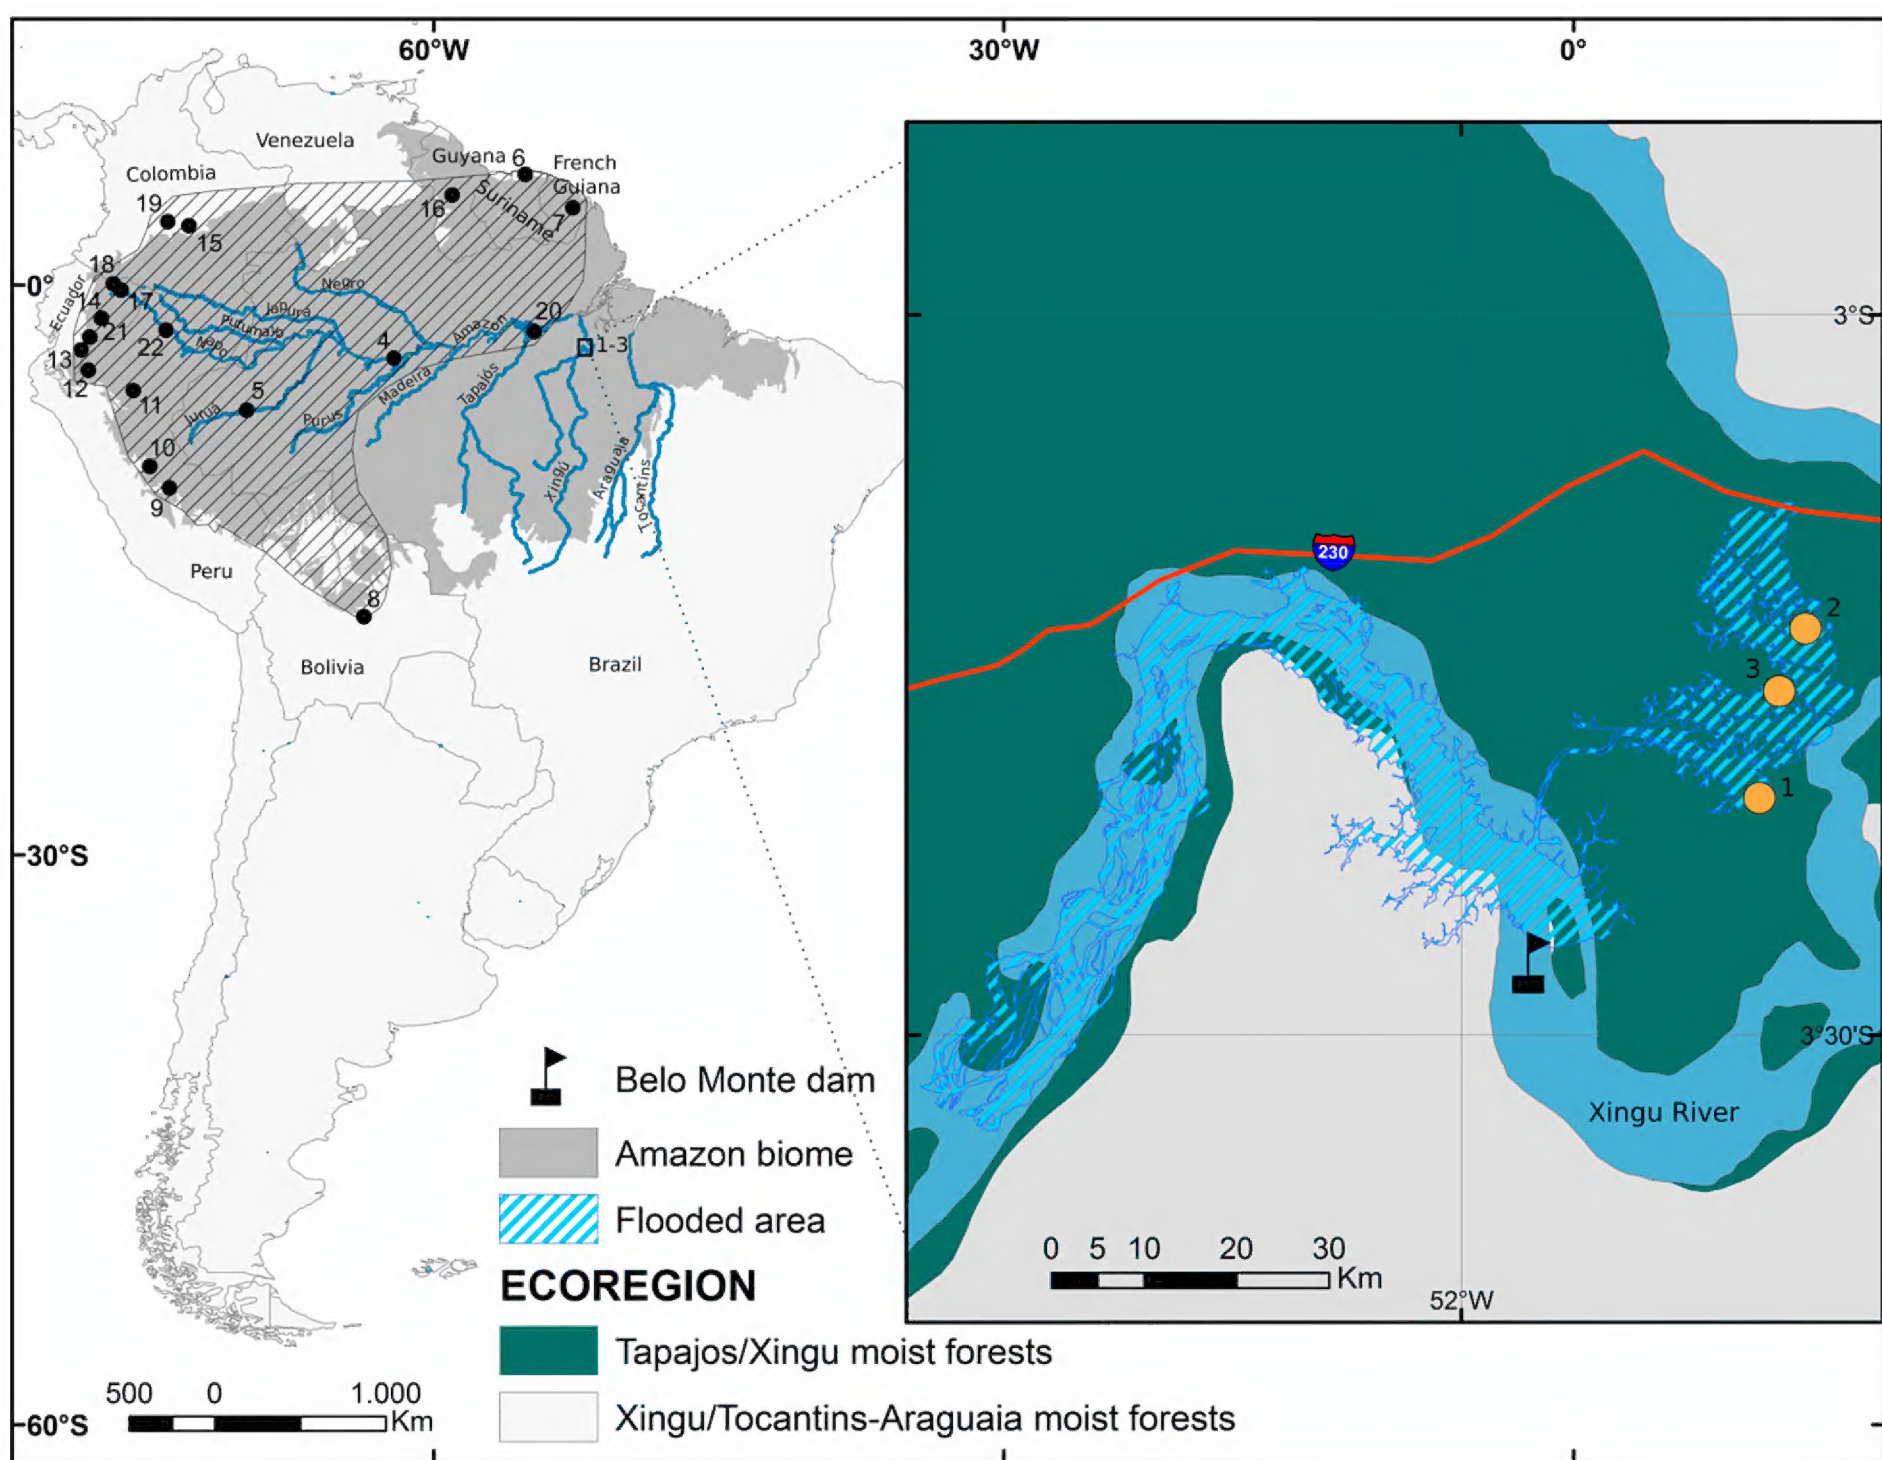 60°W
30°W
0°
Venezuela
Colombia
Guyana
6
French
Guiana
Suriname
16
7
19
15
0°
18
17
Ecuador
14
21
22
13
12
11
10
9
5
4
20
1-3
8
Negro
Japurá
Putumajo
Napo
Amazon
Madeira
Tapajós
Juruá
Purus
Xingú
Araguaia
Tocantins
Peru
Bolivia
Brazil
30°S
60°S
3°S
230
2
3
1
3°30'S
Xingu River
0 5 10 20 30
Km
52°W
Belo Monte dam
Amazon biome
Flooded area
ECOREGION
Tapajos/Xingu moist forests
Xingu/Tocantins-Araguaia moist forests
500 0 1.000
Km